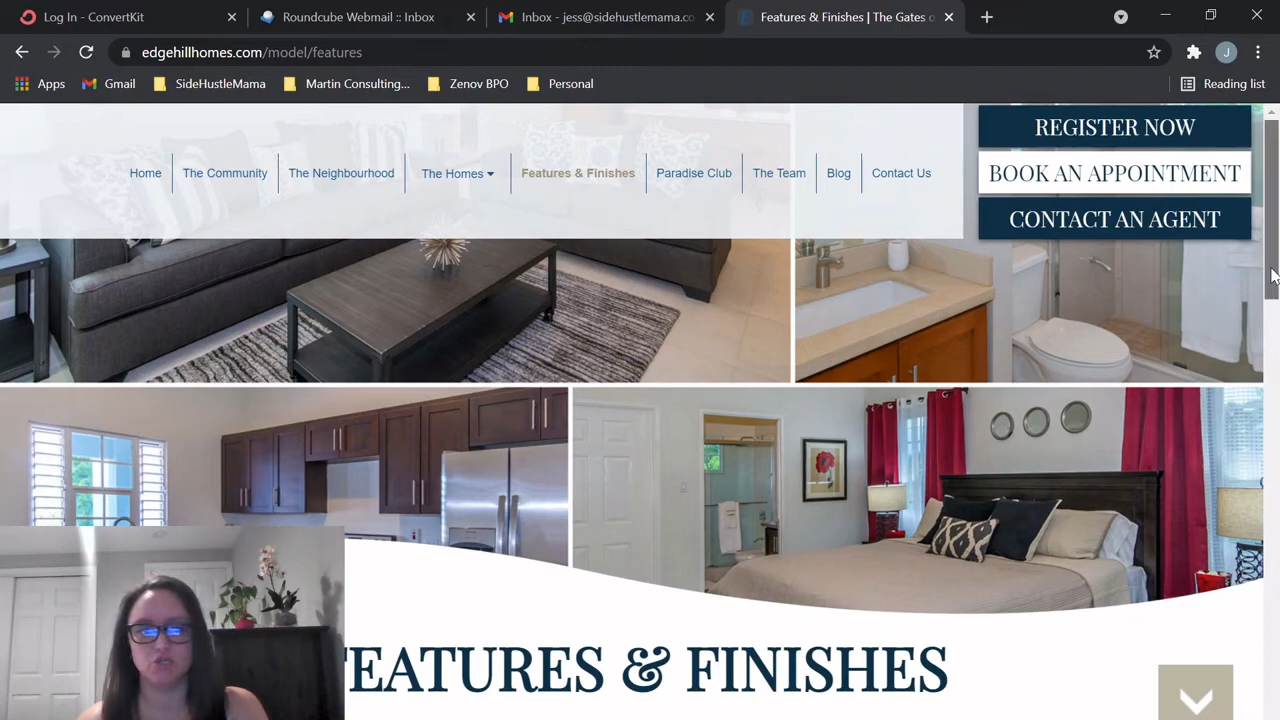 Log In - ConvertKit
Roundcube Webmail :: Inbox
Inbox - jess@sidehustlemama.co
Features & Finishes | The Gates o
edgehillhomes.com/model/features
Apps
Gmail
SideHustleMama
Martin Consulting...
Zenov BPO
Personal
Reading list
J
Home
The Community
The Neighbourhood
The Homes
Features & Finishes
Paradise Club
The Team
Blog
Contact Us
REGISTER NOW
BOOK AN APPOINTMENT
CONTACT AN AGENT
FEATURES & FINISHES